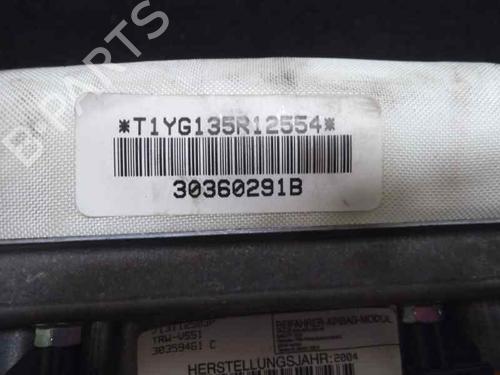 B-PARTS
*T1YG135R12554*
30360291B
TRW-VSSI
30359461 C
BEIFAHRER-AIRBAG-MODUL
HERSTELLUNGSJAHR:2004